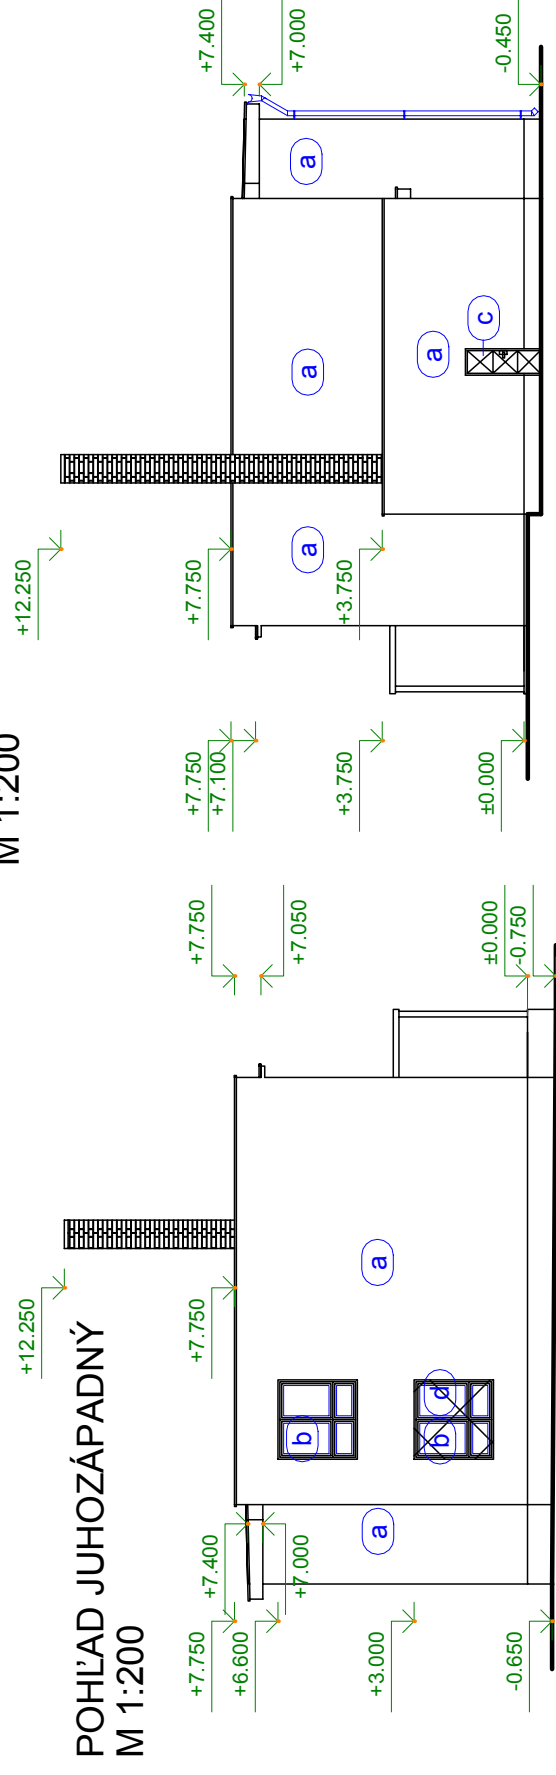 M 1:200
+7.400
+7.000
-0.450
a
a
a
a
c
+12.250
+7.750
+3.750
+7.750
+7.100
+3.750
±0.000
POHĽAD JUHOZÁPADNÝ
M 1:200
+7.750
+7.050
±0.000
-0.750
+12.250
+7.750
a
b
b
d
a
+7.400
+7.000
+7.750
+6.600
+3.000
-0.650